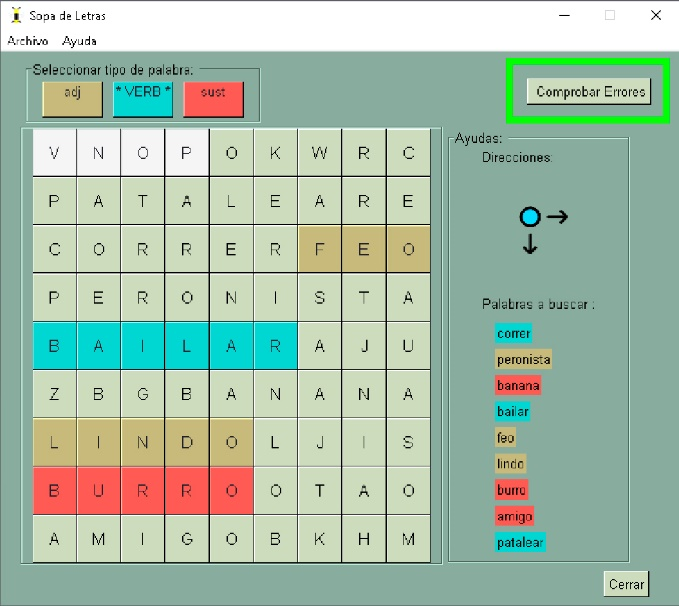 Sopa de Letras
Archivo Ayuda
Seleccionar tipo de palabra:
adj * VERB * sust
Comprobar Errores
V N O P O K W R C
P A T A L E A R E
C O R R E R F E O
P E R O N I S T A
B A I L A R A J U
Z B G B A N A N A
L I N D O L J I S
B U R R O O T A O
A M I G O B K H M
Ayudas:
Direcciones:
Palabras a buscar :
correr
peronista
banana
bailar
feo
lindo
burro
amigo
patalear
Cerrar